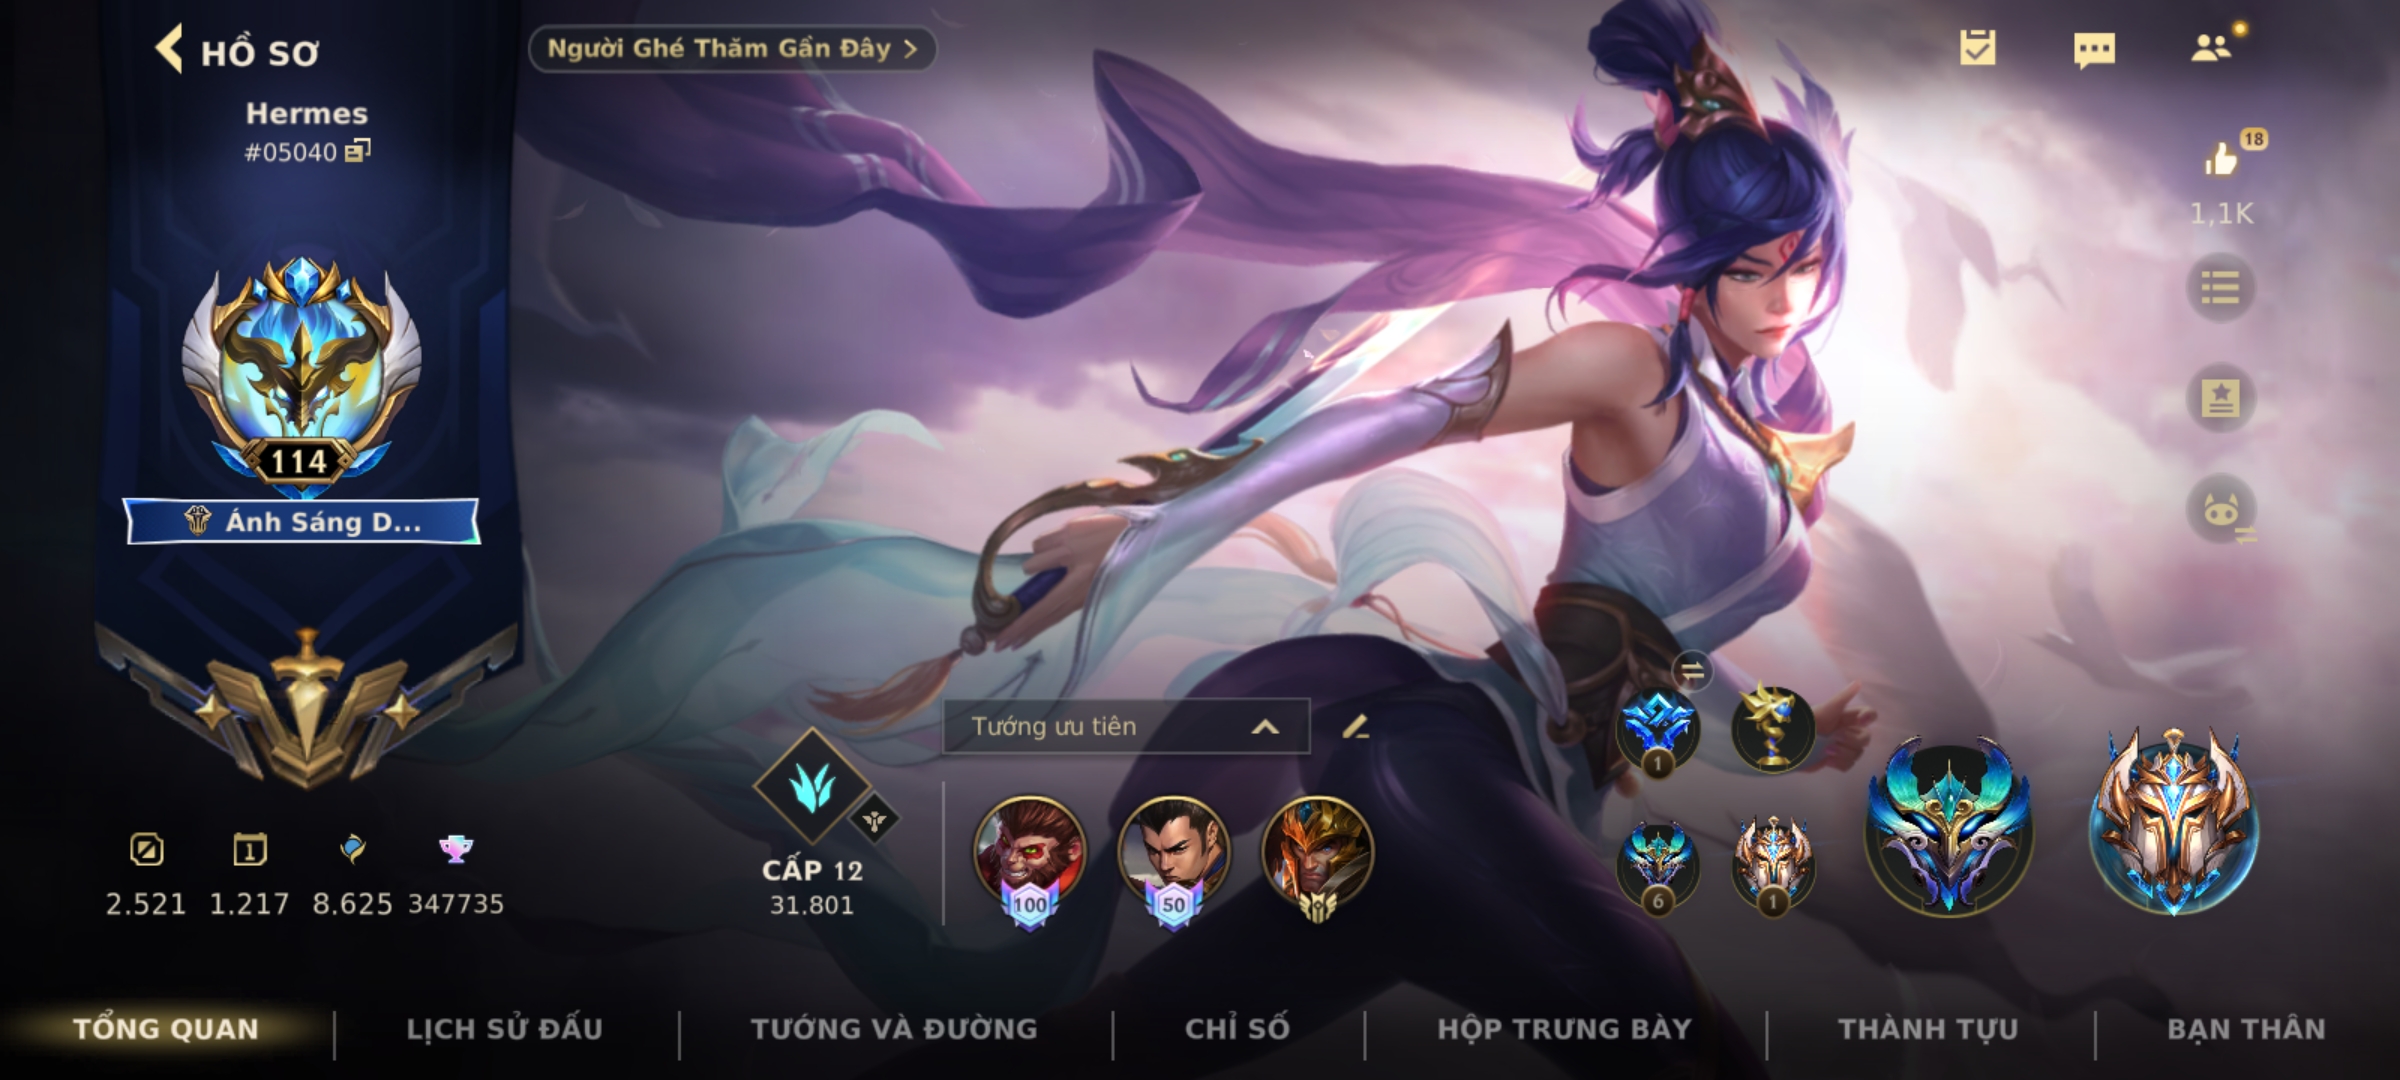 HỒ SƠ
Người Ghé Thăm Gần Đây >
Hermes
#05040
18
1,1K
114
Ánh Sáng D...
Tướng ưu tiên
1
CẤP 12
31.801
100
50
6
1
1
2.521
1.217
8.625
347735
TỔNG QUAN
LỊCH SỬ ĐẤU
TƯỚNG VÀ ĐƯỜNG
CHỈ SỐ
HỘP TRƯNG BÀY
THÀNH TỰU
BẠN THÂN